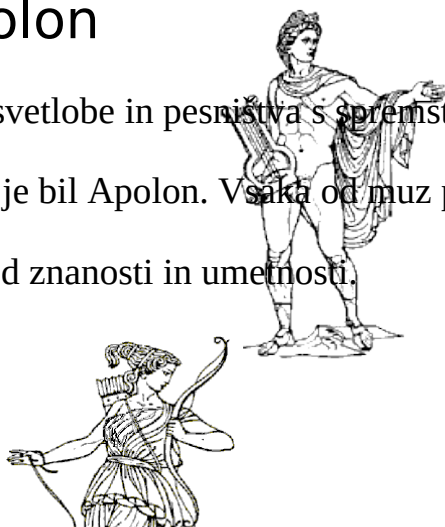 olon
svetlobe in pesništva s spremst
je bil Apolon. Vsaka od muz p
d znanosti in umetnosti.